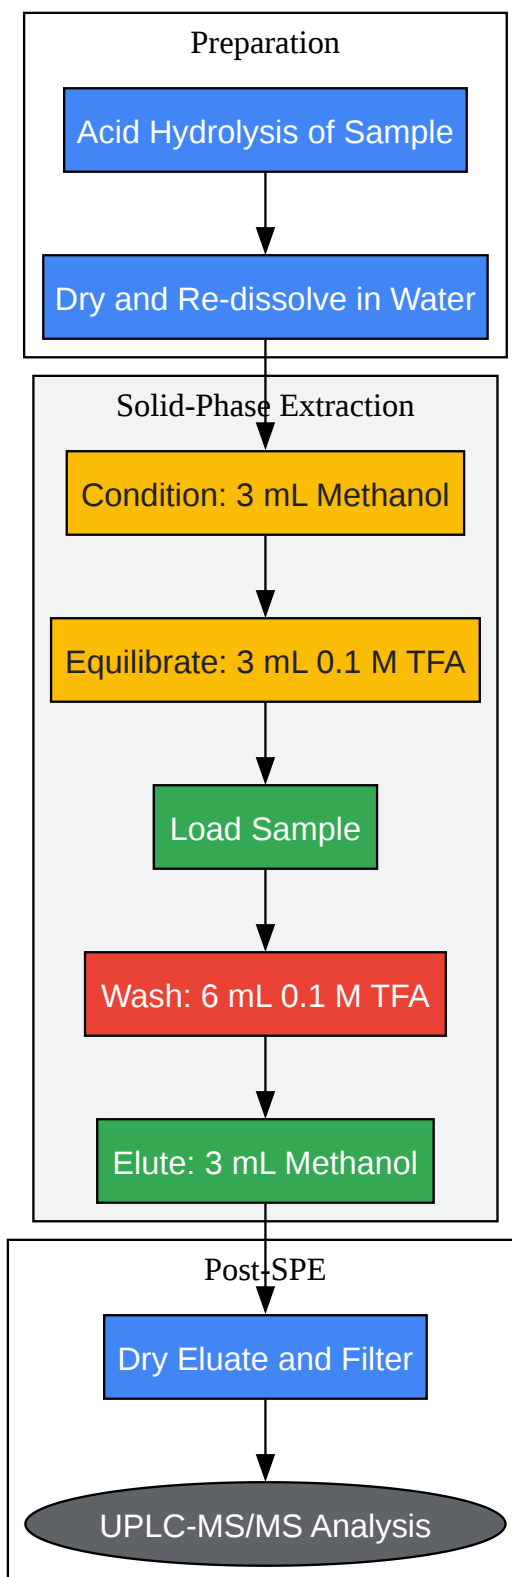 Preparation
Acid Hydrolysis of Sample
Dry and Re-dissolve in Water
Solid-Phase Extraction
Condition: 3 mL Methanol
Equilibrate: 3 mL 0.1 M TFA
Load Sample
Wash: 6 mL 0.1 M TFA
Elute: 3 mL Methanol
Post-SPE
Dry Eluate and Filter
UPLC-MS/MS Analysis